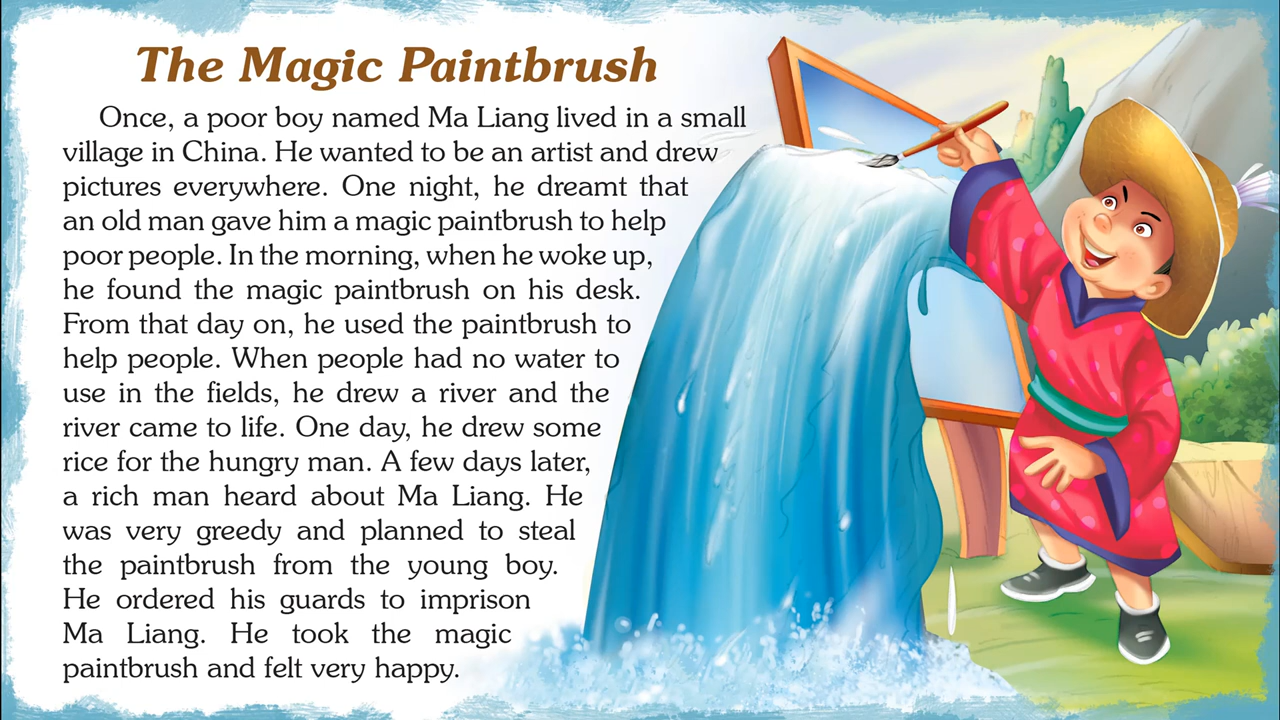 The Magic Paintbrush
Once, a poor boy named Ma Liang lived in a small
village in China. He wanted to be an artist and drew
pictures everywhere. One night, he dreamt that
an old man gave him a magic paintbrush to help
poor people. In the morning, when he woke up,
he found the magic paintbrush on his desk.
From that day on, he used the paintbrush to
help people. When people had no water to
use in the fields, he drew a river and the
river came to life. One day, he drew some
rice for the hungry man. A few days later,
a rich man heard about Ma Liang. He
was very greedy and planned to steal
the paintbrush from the young boy.
He ordered his guards to imprison
Ma Liang. He took the magic
paintbrush and felt very happy.